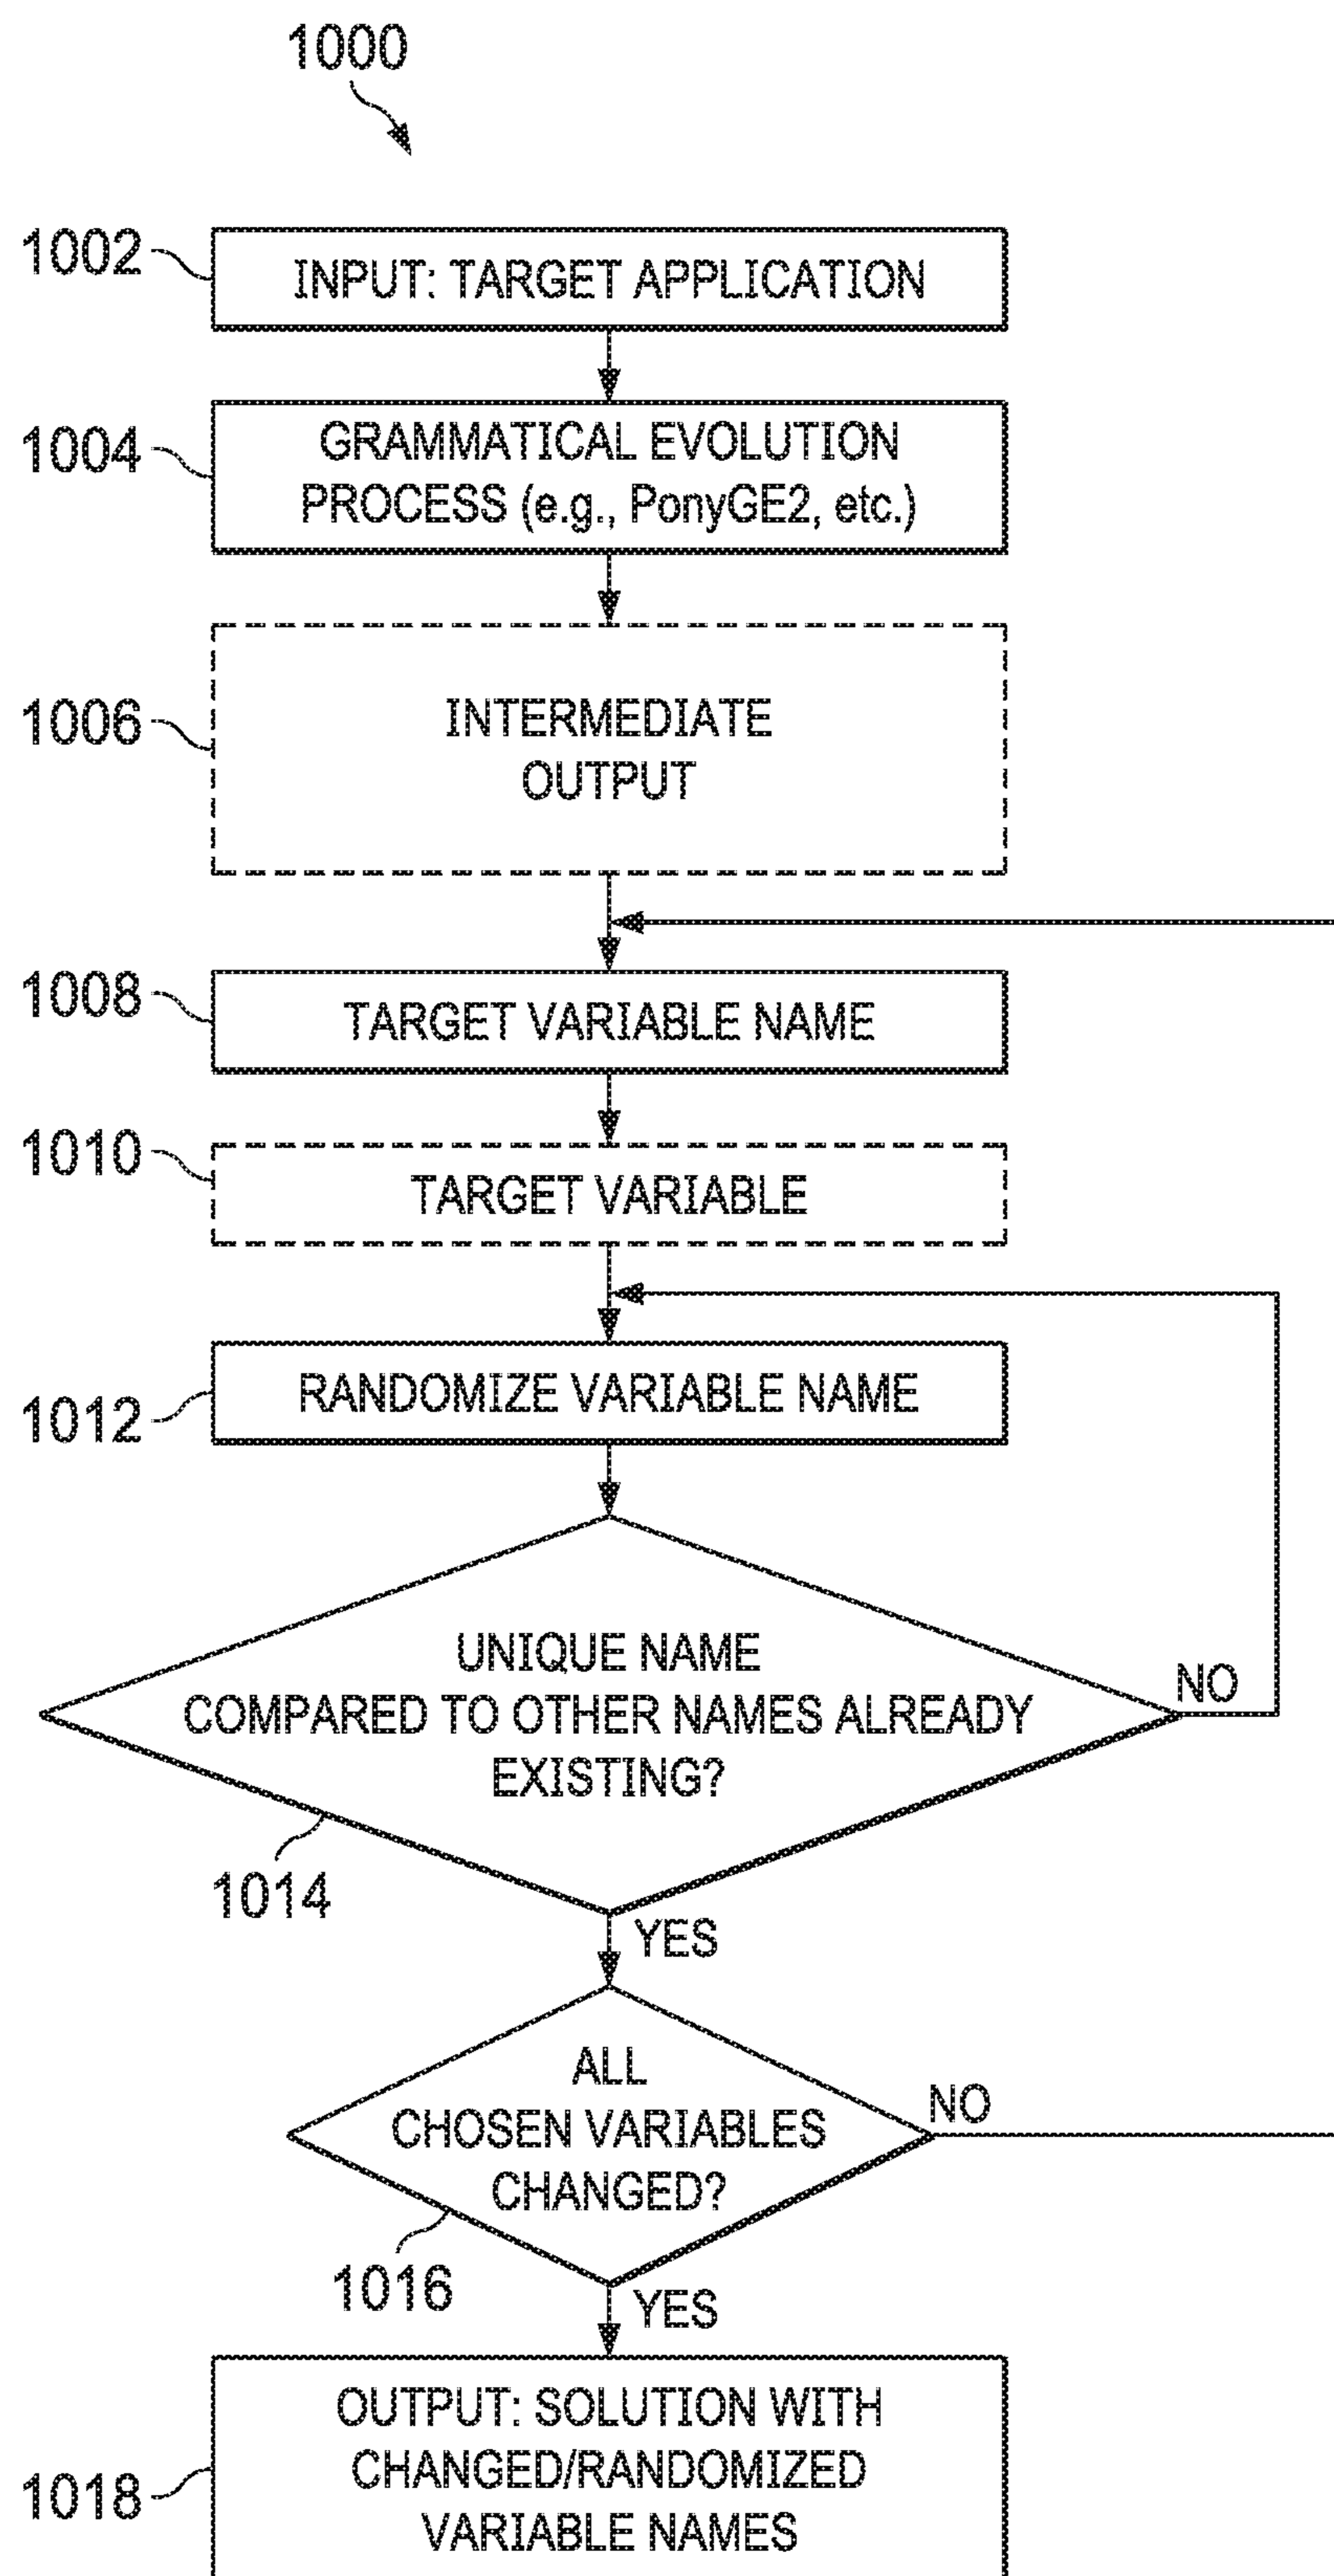 1000
1002
INPUT: TARGET APPLICATION
1004
GRAMMATICAL EVOLUTION
PROCESS (e.g., PonyGE2, etc.)
1006
INTERMEDIATE
OUTPUT
1008
TARGET VARIABLE NAME
1010
TARGET VARIABLE
1012
RANDOMIZE VARIABLE NAME
UNIQUE NAME
COMPARED TO OTHER NAMES ALREADY
EXISTING?
NO
1014
YES
ALL
CHOSEN VARIABLES
CHANGED?
NO
1016
YES
1018
OUTPUT: SOLUTION WITH
CHANGED/RANDOMIZED
VARIABLE NAMES